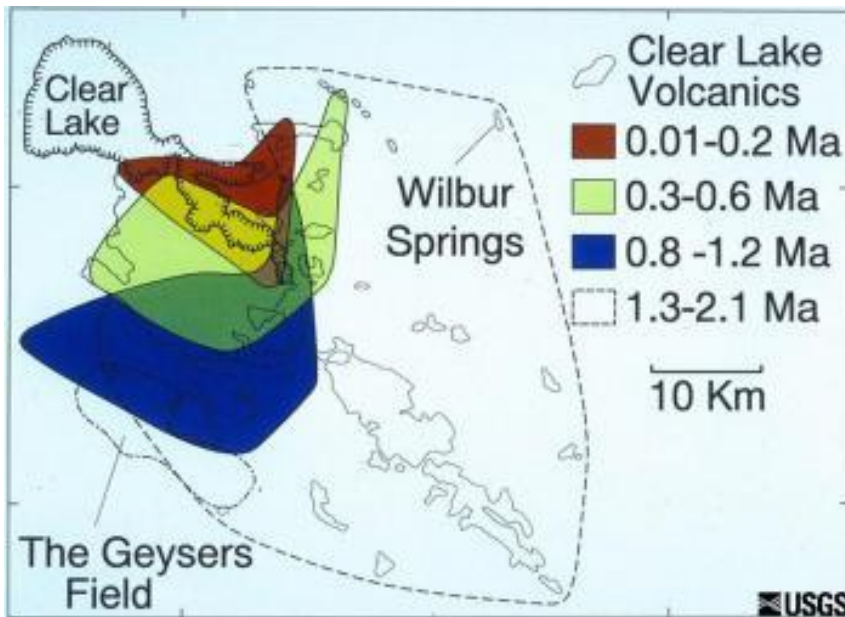 Clear
Lake
Clear Lake
Volcanics
0.01-0.2 Ma
0.3-0.6 Ma
0.8 -1.2 Ma
1.3-2.1 Ma
Wilbur
Springs
10 Km
The Geysers
Field
USGS